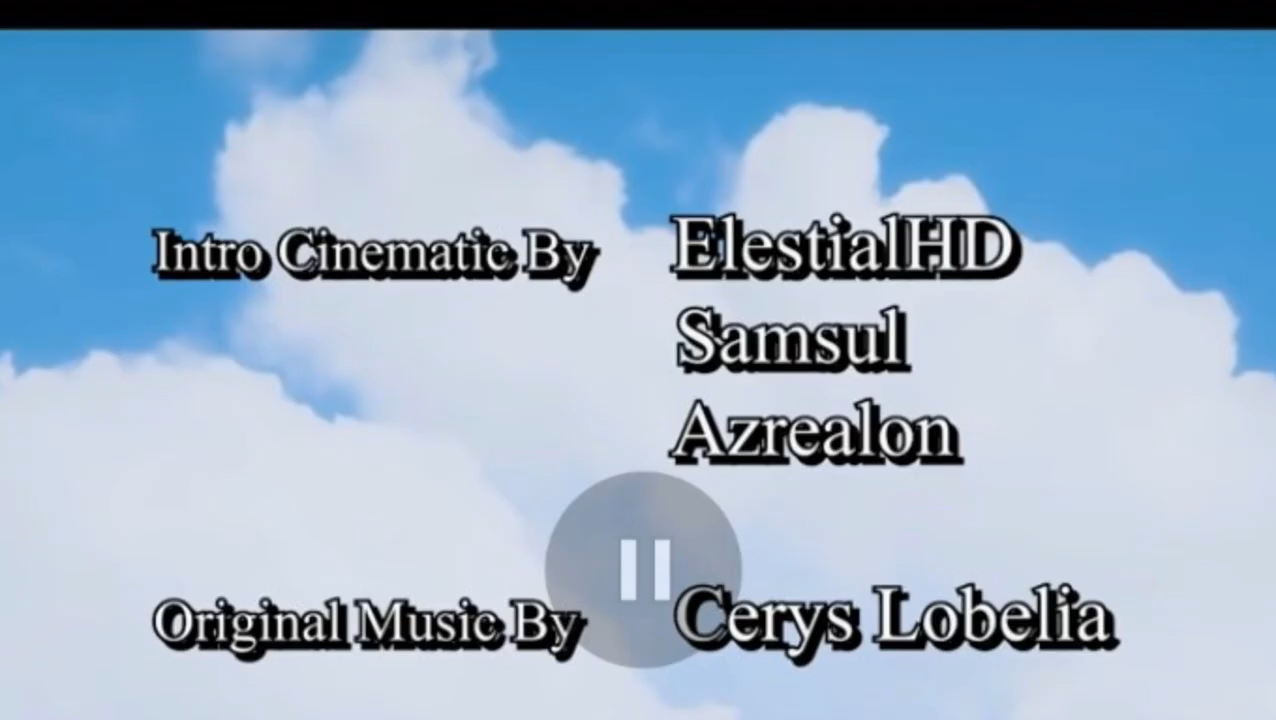 Intro Cinematic By ElestialHD
Samsul
Azrealon
Original Music By Cerys Lobelia